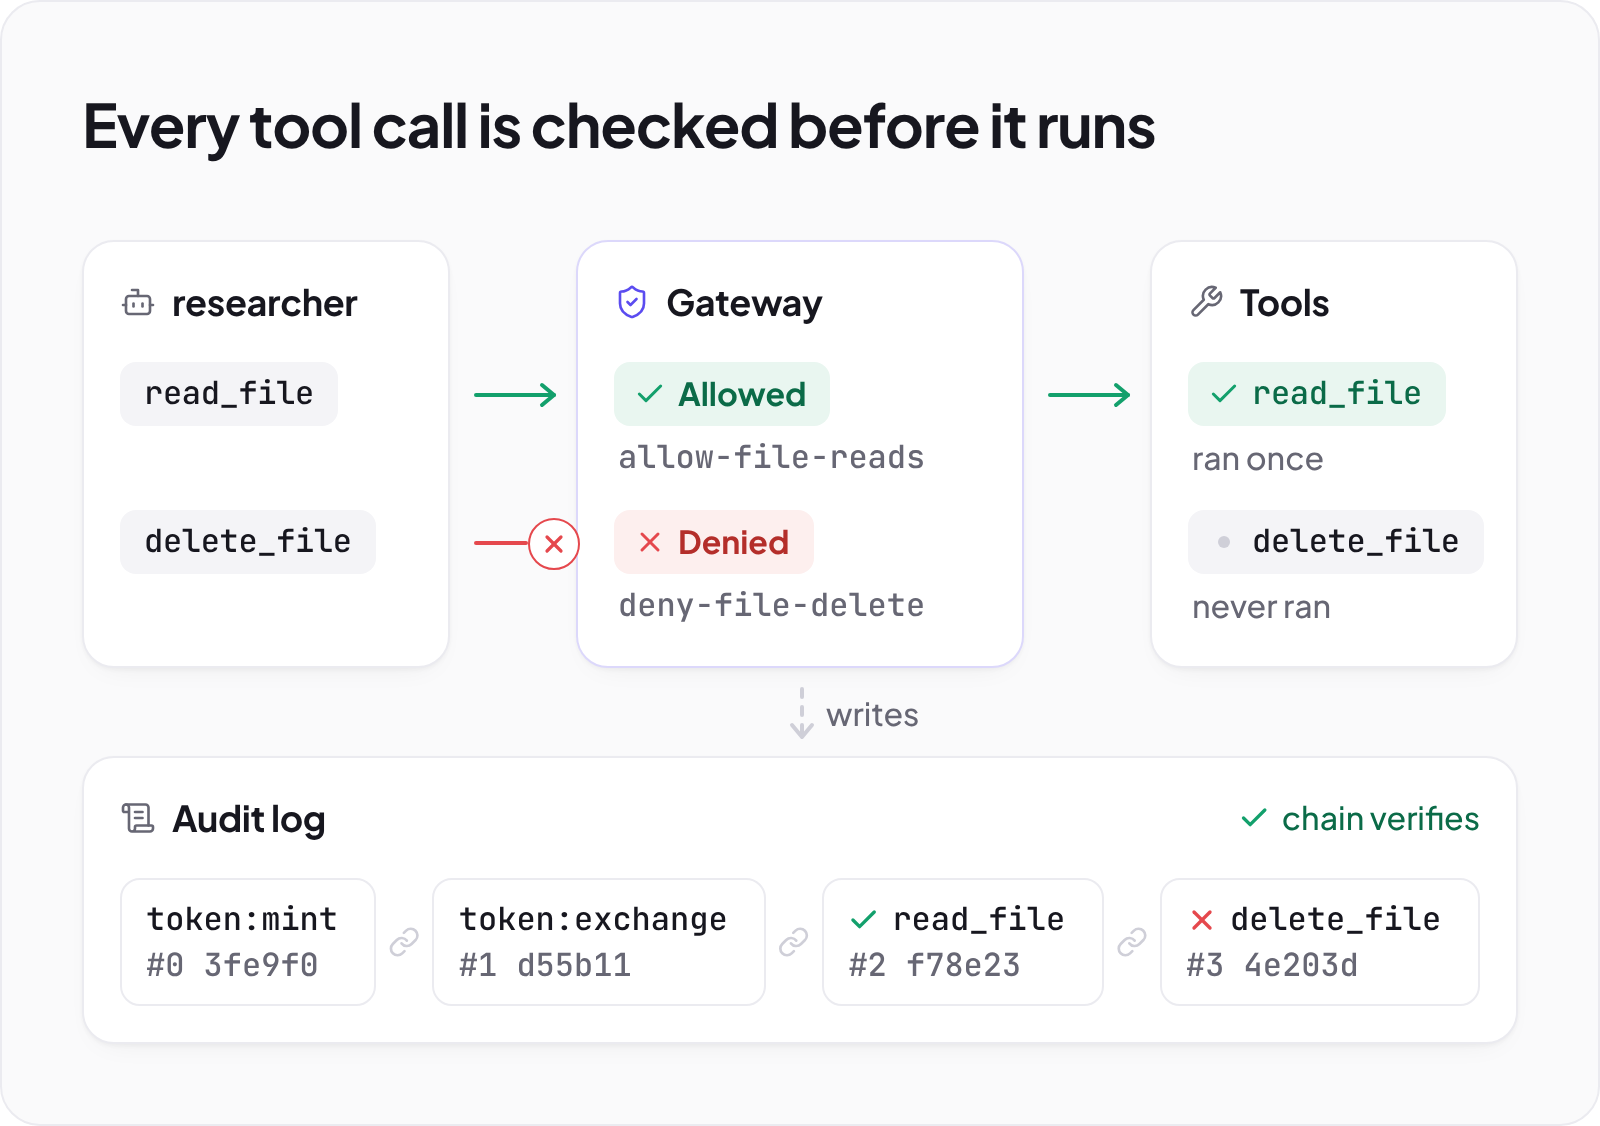 Every tool call is checked before it runs
researcher
read_file
delete_file
Gateway
Allowed
allow-file-reads
Denied
deny-file-delete
Tools
read_file
ran once
delete_file
never ran
writes
Audit log
chain verifies
token:mint
#0 3fe9f0
token:exchange
#1 d55b11
read_file
#2 f78e23
delete_file
#3 4e203d